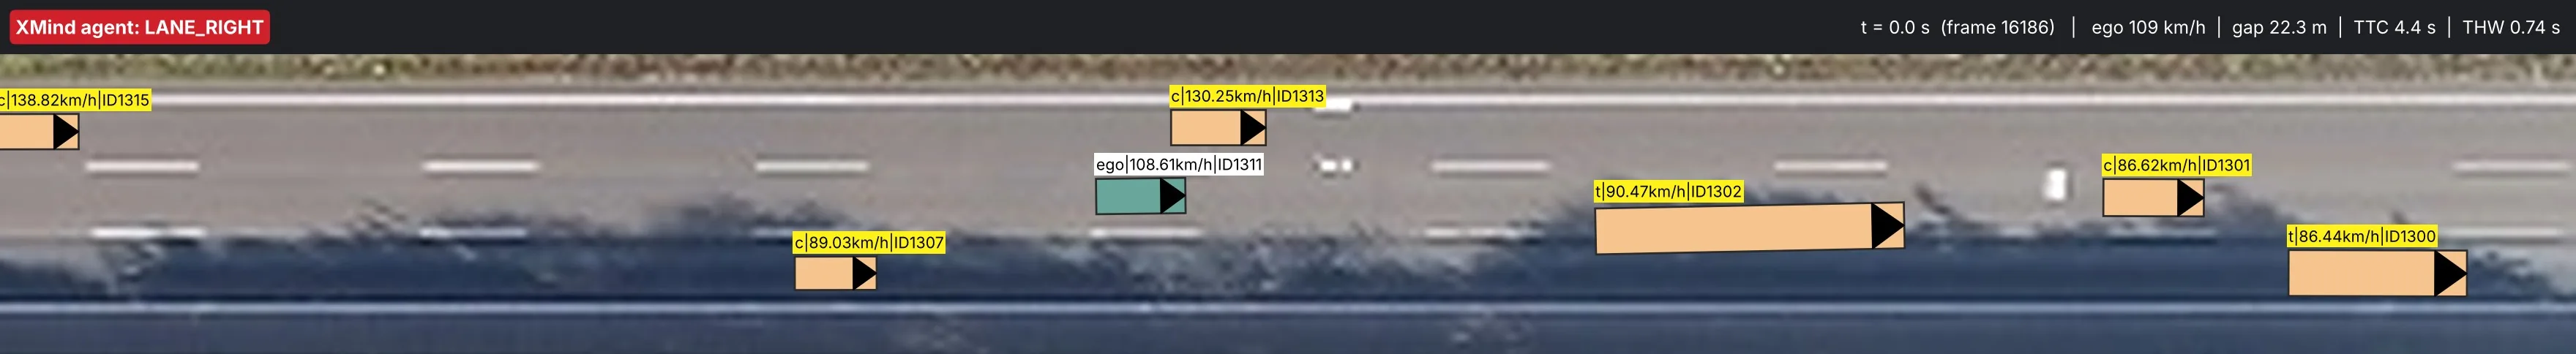 XMind agent: LANE_RIGHT
t = 0.0 s (frame 16186) | ego 109 km/h | gap 22.3 m | TTC 4.4 s | THW 0.74 s
c|138.82km/h|ID1315
c|130.25km/h|ID1313
ego|108.61km/h|ID1311
c|86.62km/h|ID1301
t|90.47km/h|ID1302
c|89.03km/h|ID1307
t|86.44km/h|ID1300